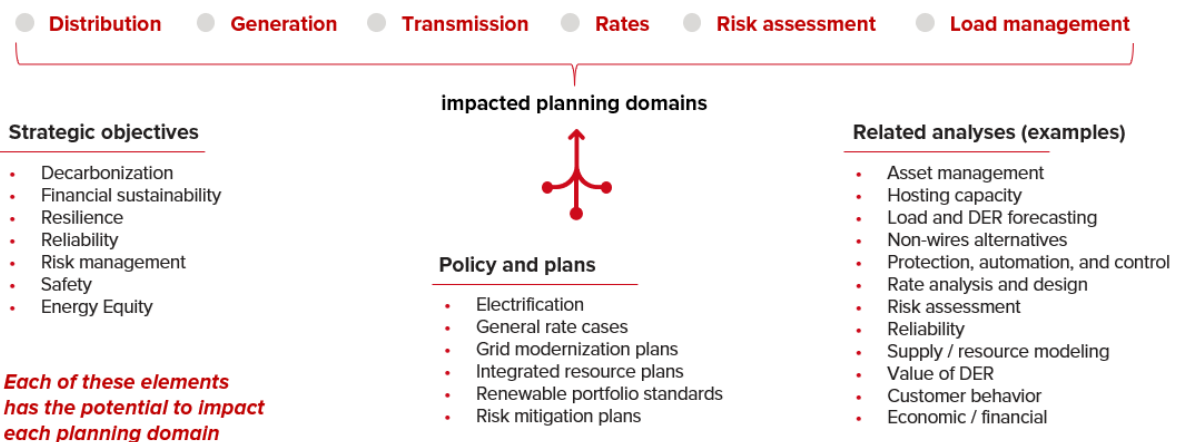 Distribution
Generation
Transmission
Rates
Risk assessment
Load management
impacted planning domains
Strategic objectives
• Decarbonization
• Financial sustainability
• Resilience
• Reliability
• Risk management
• Safety
• Energy Equity
Each of these elements
has the potential to impact
each planning domain
Policy and plans
• Electrification
• General rate cases
• Grid modernization plans
• Integrated resource plans
• Renewable portfolio standards
• Risk mitigation plans
Related analyses (examples)
• Asset management
• Hosting capacity
• Load and DER forecasting
• Non-wires alternatives
• Protection, automation, and control
• Rate analysis and design
• Risk assessment
• Reliability
• Supply / resource modeling
• Value of DER
• Customer behavior
• Economic / financial